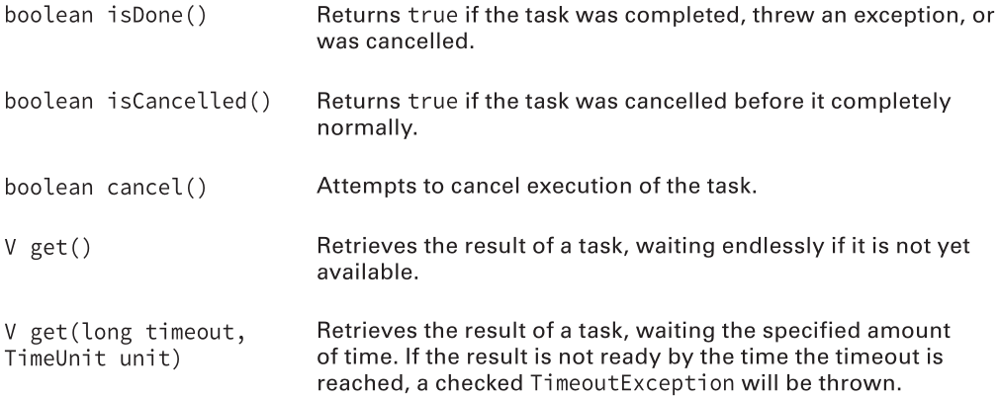 boolean isDone() Returns true if the task was completed, threw an exception, or
was cancelled.
boolean isCancelled() Returns true if the task was cancelled before it completely
normally.
boolean cancel() Attempts to cancel execution of the task.
V get() Retrieves the result of a task, waiting endlessly if it is not yet
available.
V get(long timeout, Retrieves the result of a task, waiting the specified amount
TimeUnit unit) of time. If the result is not ready by the time the timeout is
reached, a checked TimeoutException will be thrown.